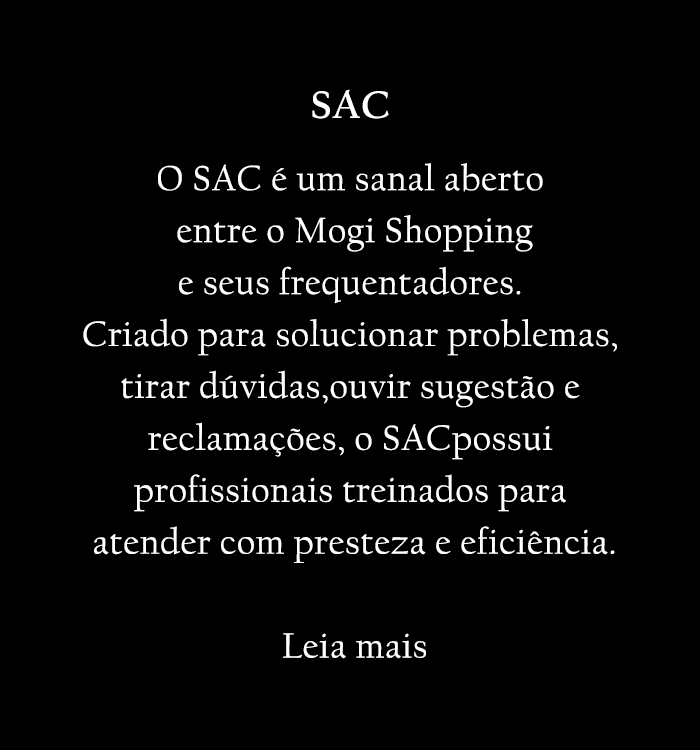 SAC
O SAC é um sanal aberto
entre o Mogi Shopping
e seus frequentadores.
Criado para solucionar problemas,
tirar dúvidas,ouvir sugestão e
reclamações, o SACpossui
profissionais treinados para
atender com presteza e eficiência.
Leia mais